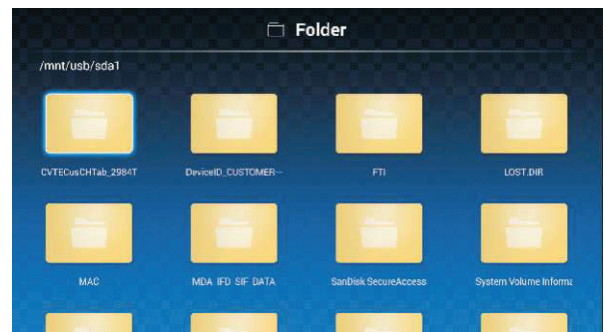 Folder
/mnt/usb/sda1
CVTECusCHTab_2984T
DeviceID_CUSTOMER--
FTI
LOST.DIR
MAC
MDA IFD SIF DATA
SanDisk SecureAccess
System Volume Informa